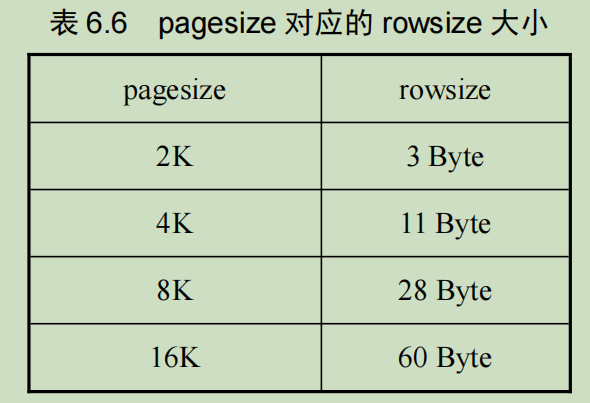 表 6.6 pagesize 对应的 rowsize 大小
pagesize rowsize
2K 3 Byte
4K 11 Byte
8K 28 Byte
16K 60 Byte